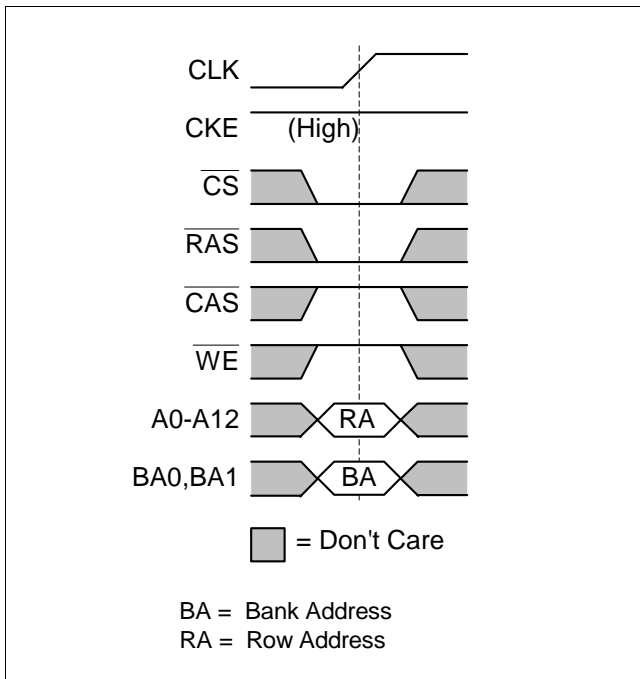 CLK
CKE (High)
CS
RAS
CAS
WE
A0-A12 RA
BA0,BA1 BA
= Don't Care
BA = Bank Address
RA = Row Address